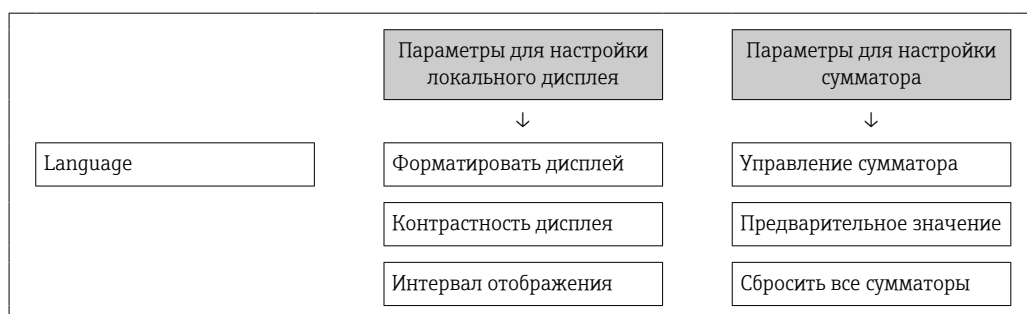 Параметры для настройки
локального дисплея
Параметры для настройки
сумматора
↓
↓
Language
Форматировать дисплей
Управление сумматора
Контрастность дисплея
Предварительное значение
Интервал отображения
Сбросить все сумматоры